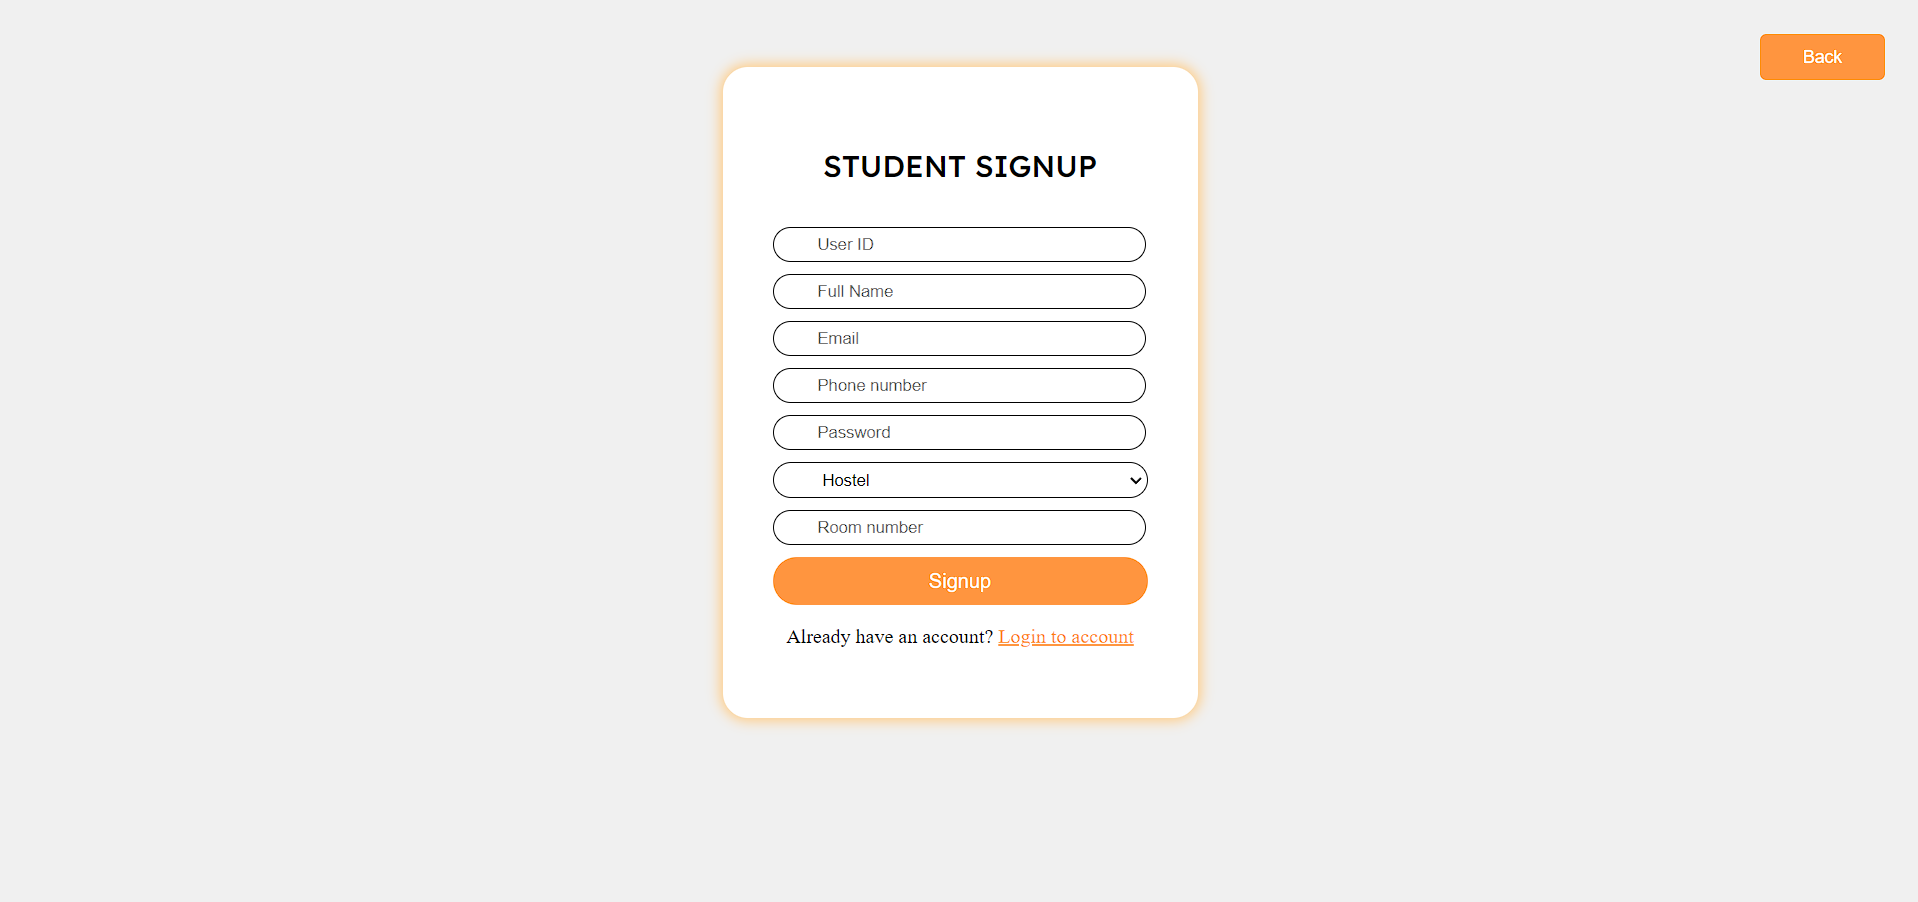 Back
STUDENT SIGNUP
User ID
Full Name
Email
Phone number
Password
Hostel
Room number
Signup
Already have an account? Login to account